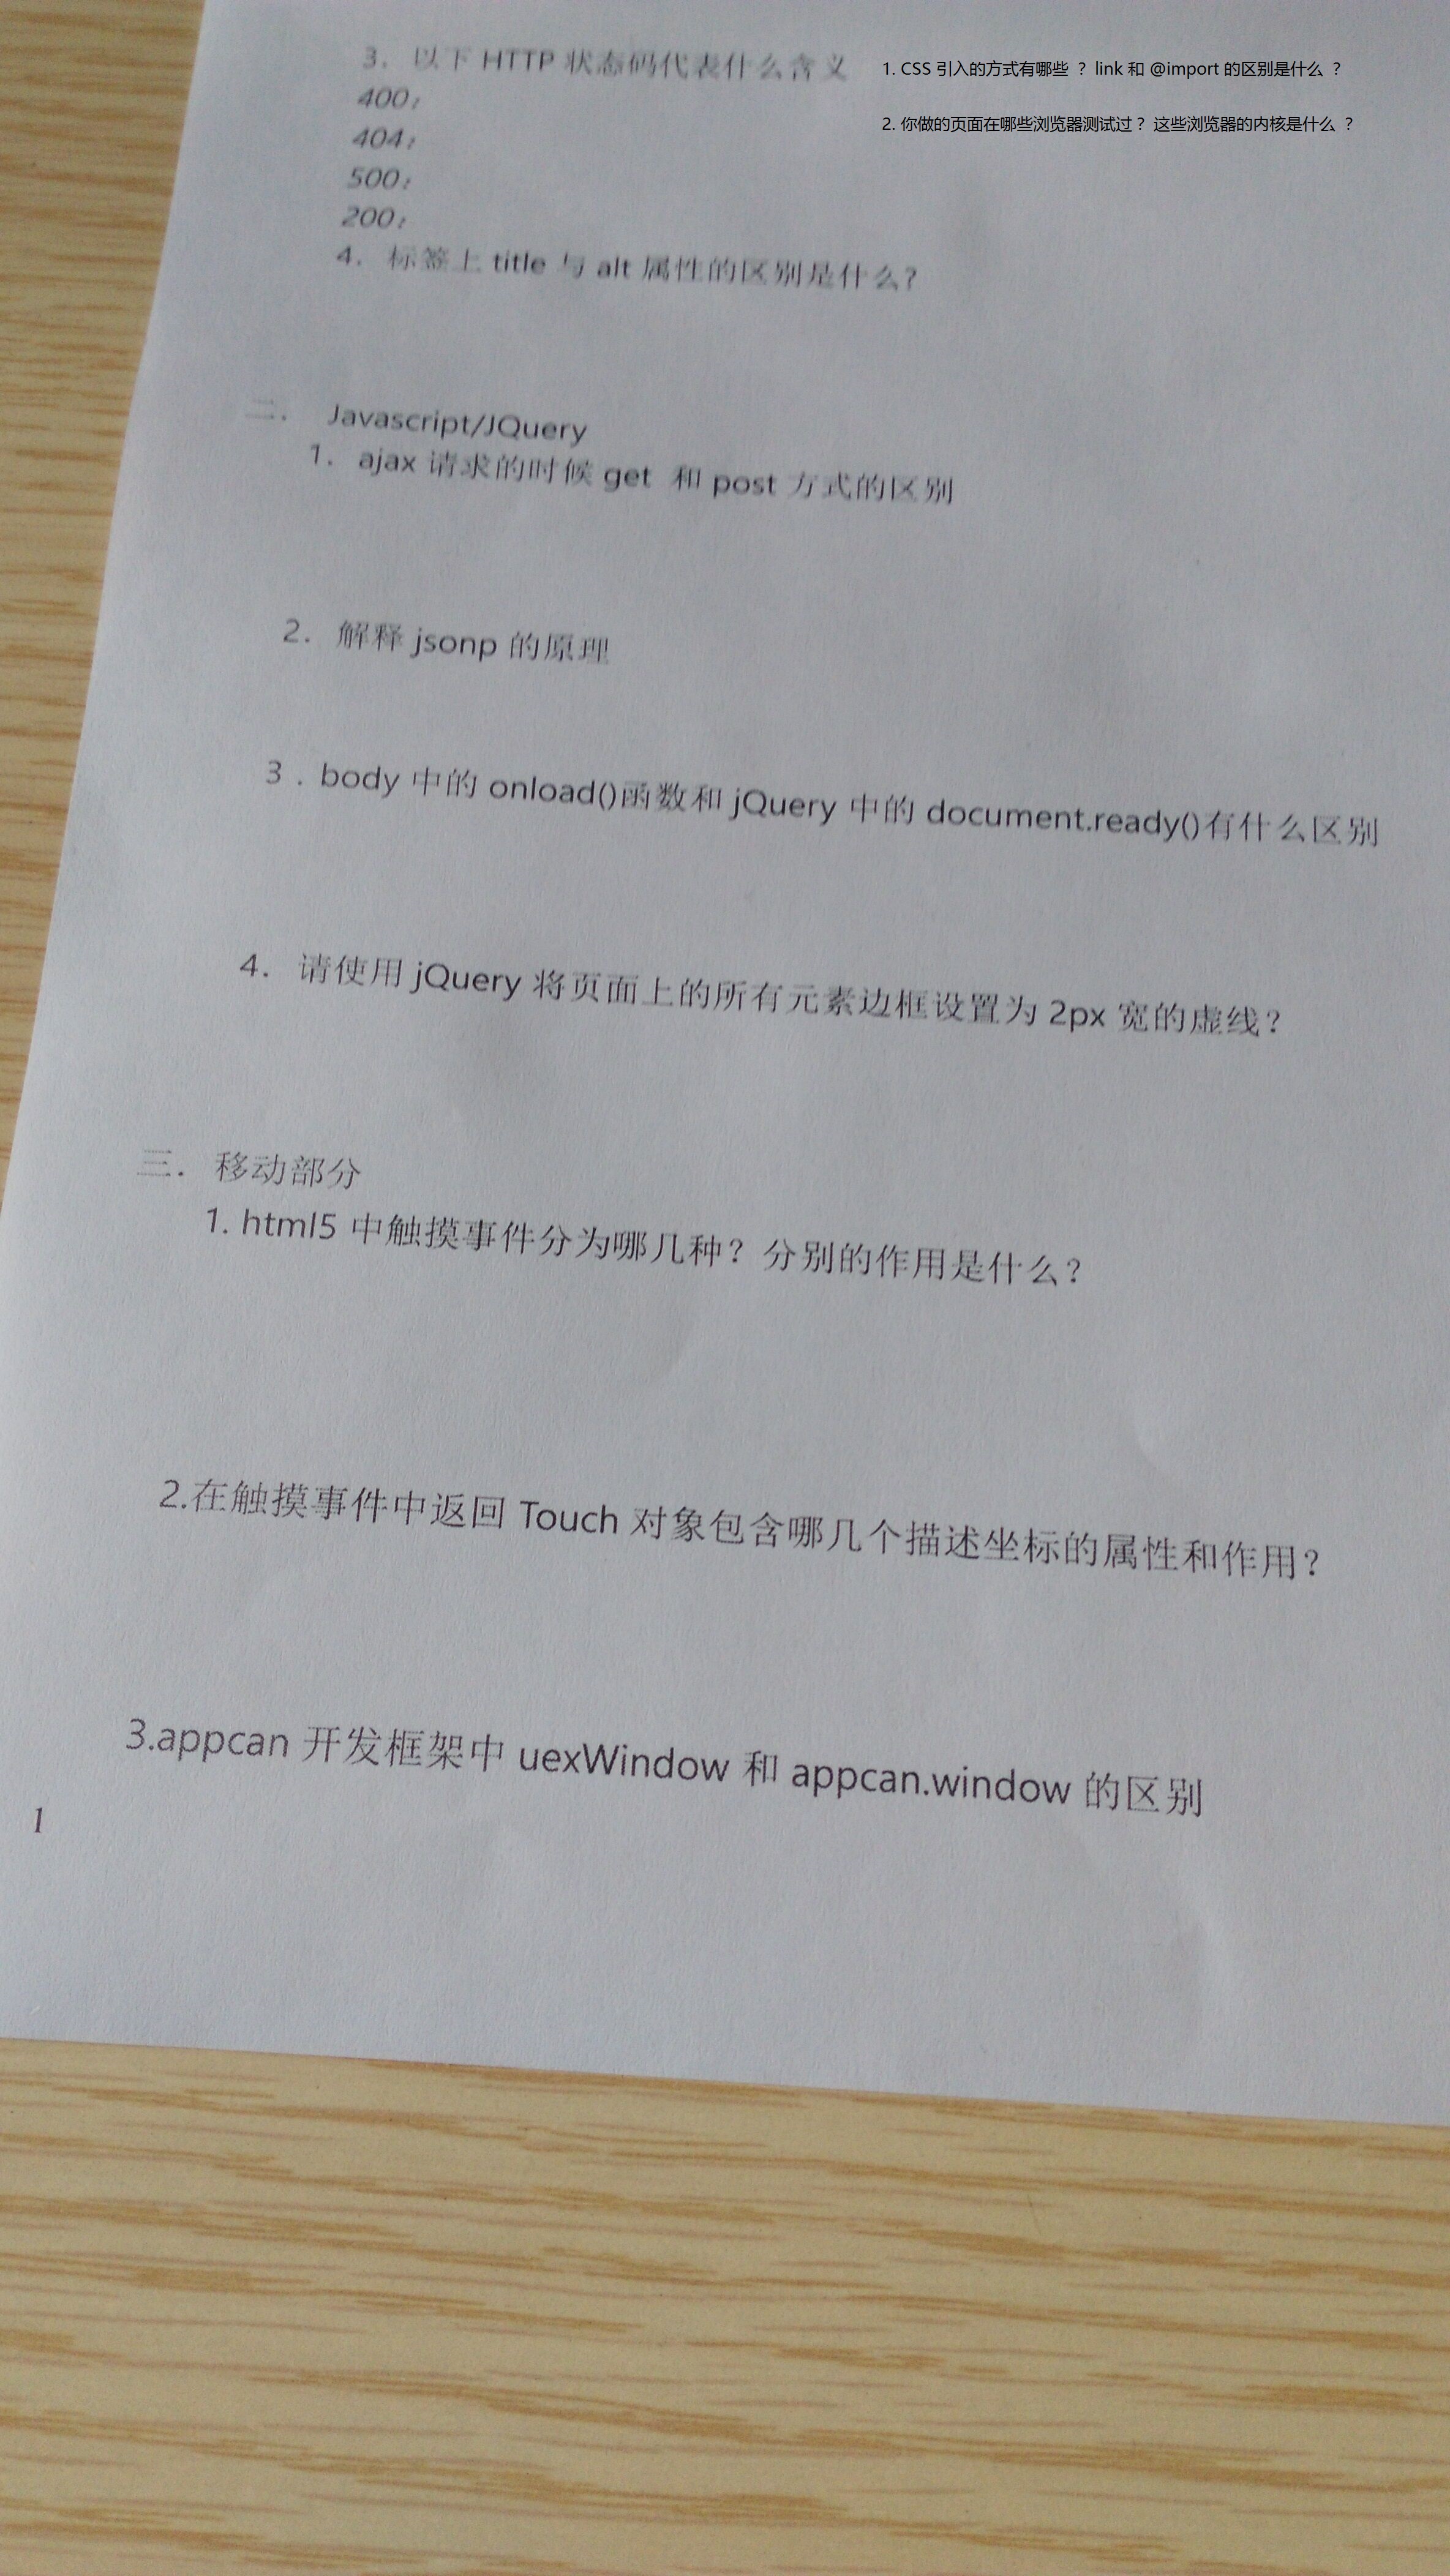 1. CSS 引入的方式有哪些 ？ link 和 @import 的区别是什么 ？
2. 你做的页面在哪些浏览器测试过？ 这些浏览器的内核是什么 ？
3. 以下 HTTP 状态码代表什么含义
400:
404:
500:
200:
4. 标签上 title 与 alt 属性的区别是什么?
二. Javascript/JQuery
1. ajax 请求的时候 get 和 post 方式的区别
2. 解释 jsonp 的原理
3 . body 中的 onload()函数和 jQuery 中的 document.ready()有什么区别
4. 请使用 jQuery 将页面上的所有元素边框设置为 2px 宽的虚线?
三. 移动部分
1. html5 中触摸事件分为哪几种? 分别的作用是什么?
2.在触摸事件中返回 Touch 对象包含哪几个描述坐标的属性和作用?
3.appcan 开发框架中 uexWindow 和 appcan.window 的区别
1